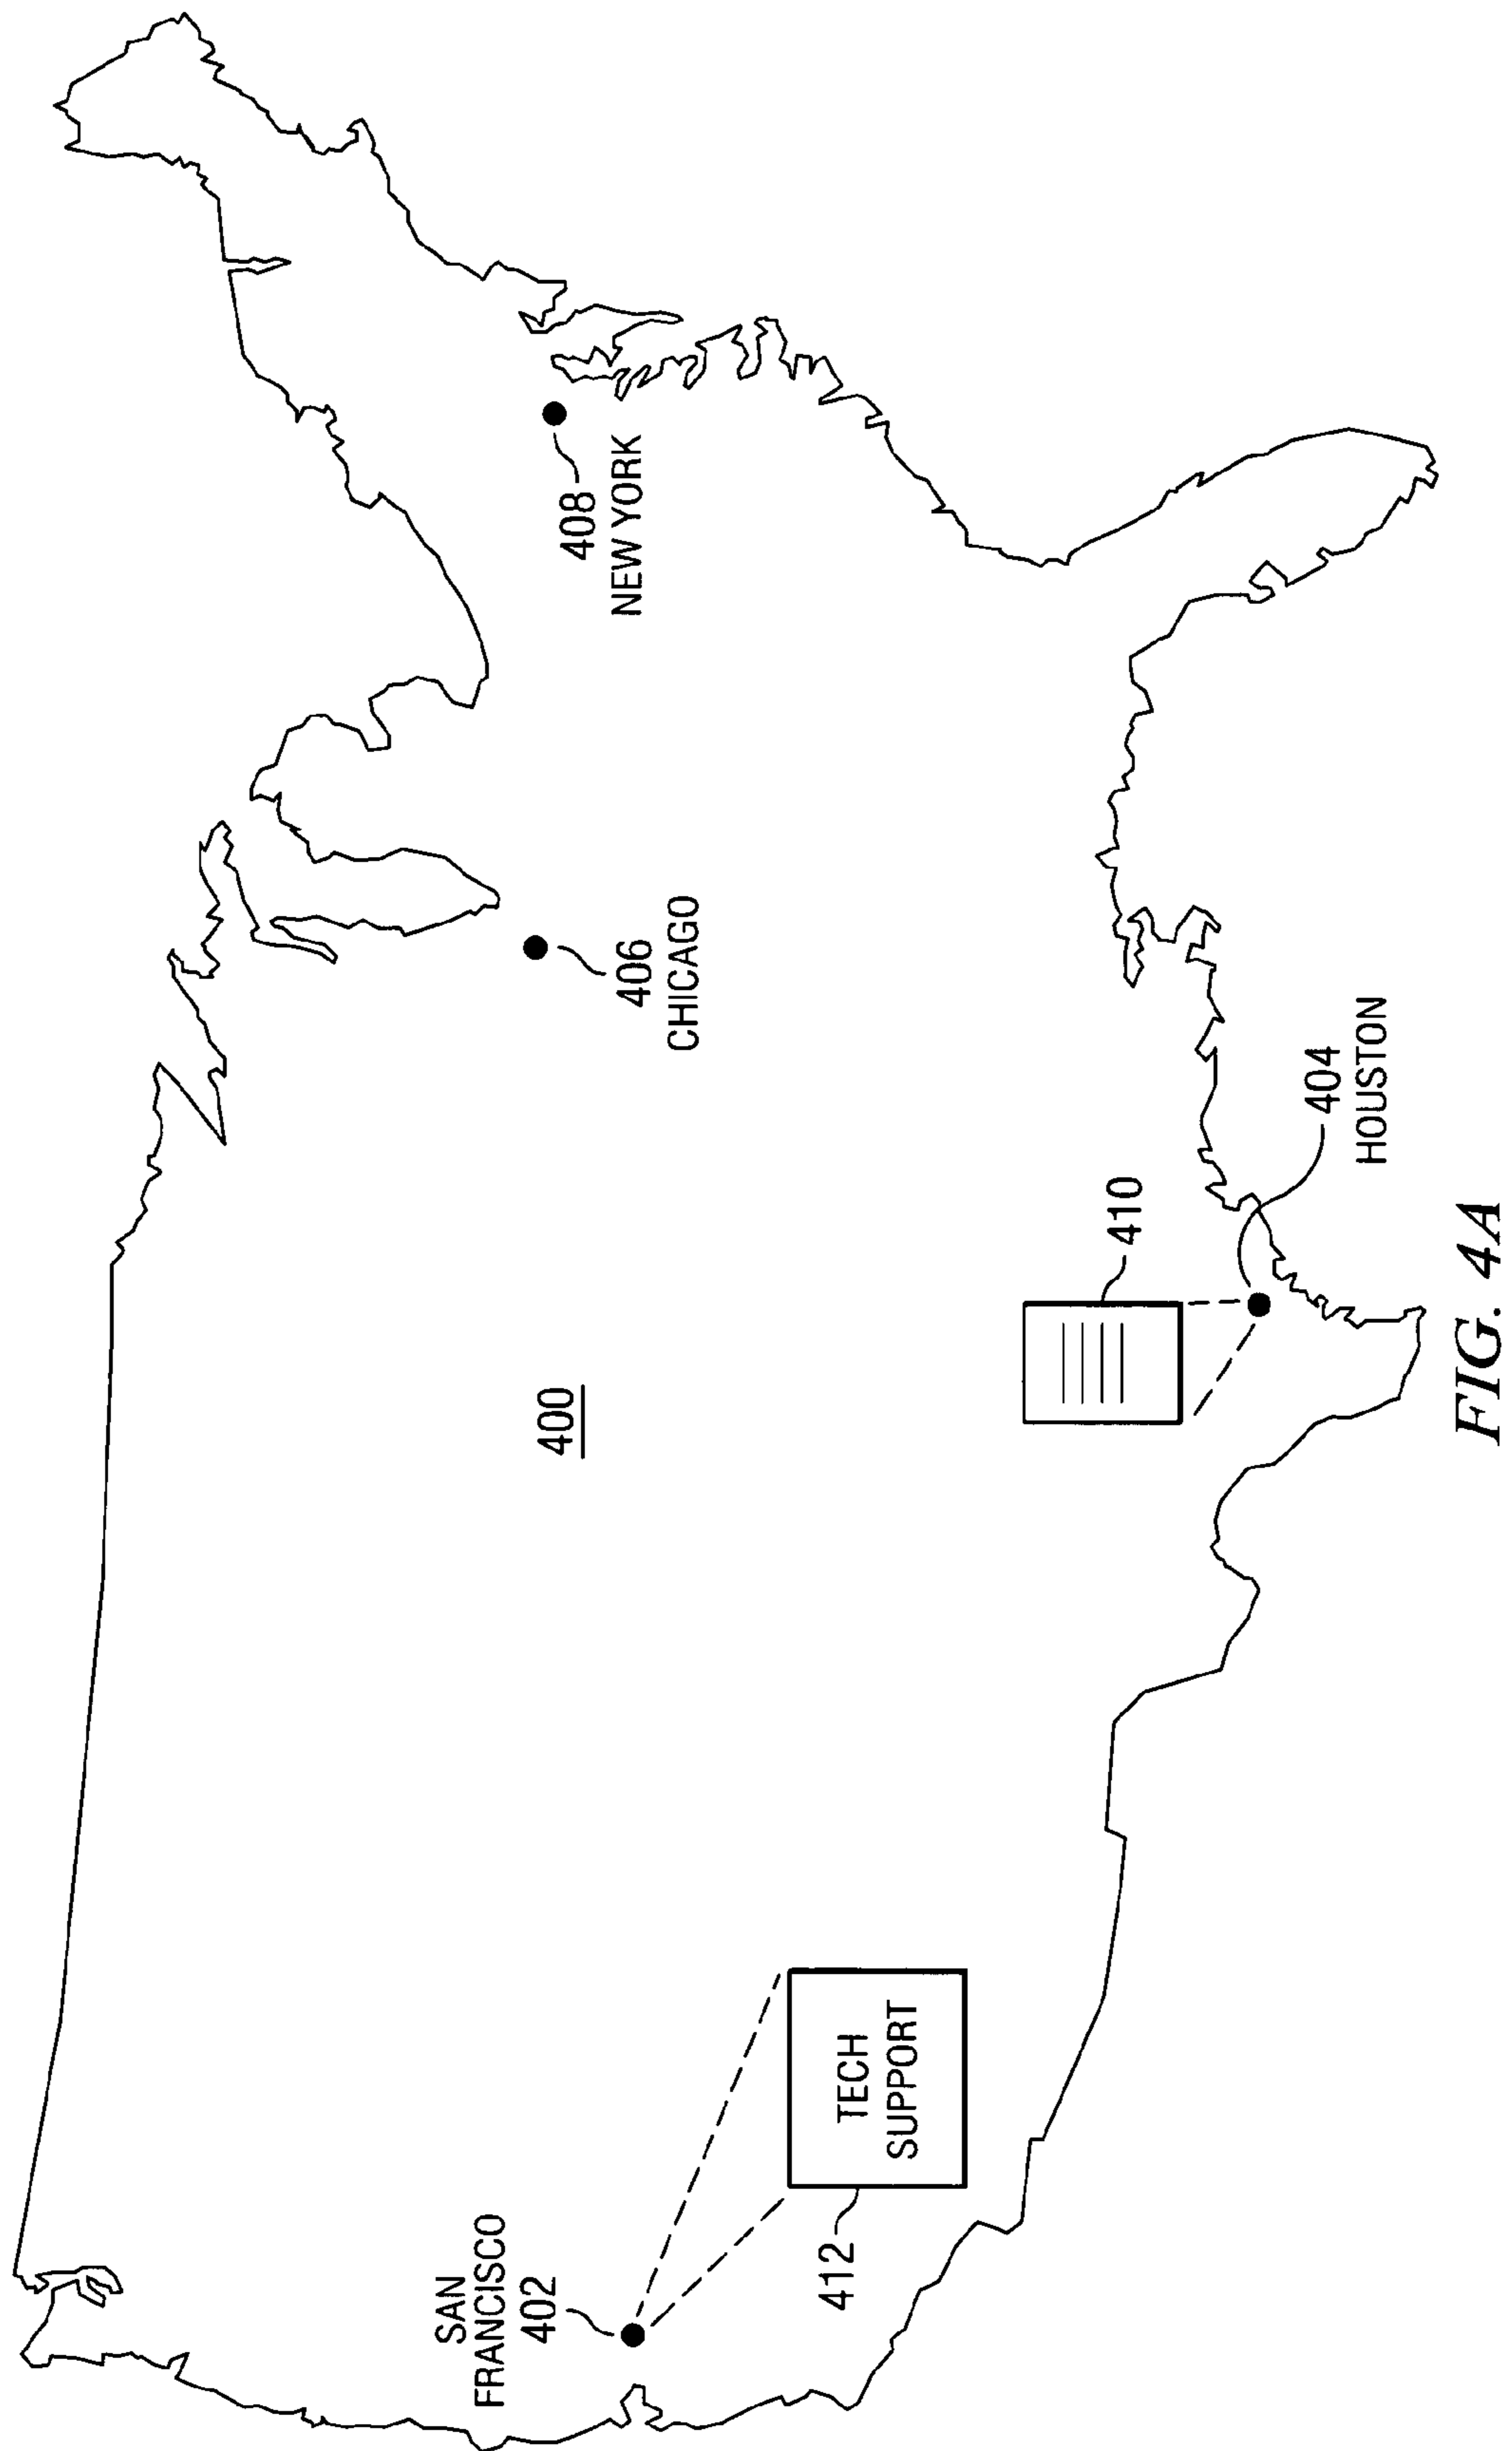 SAN
FRANCISCO
402
412
TECH
SUPPORT
400
410
404
HOUSTON
406
CHICAGO
408
NEW YORK
FIG. 4A